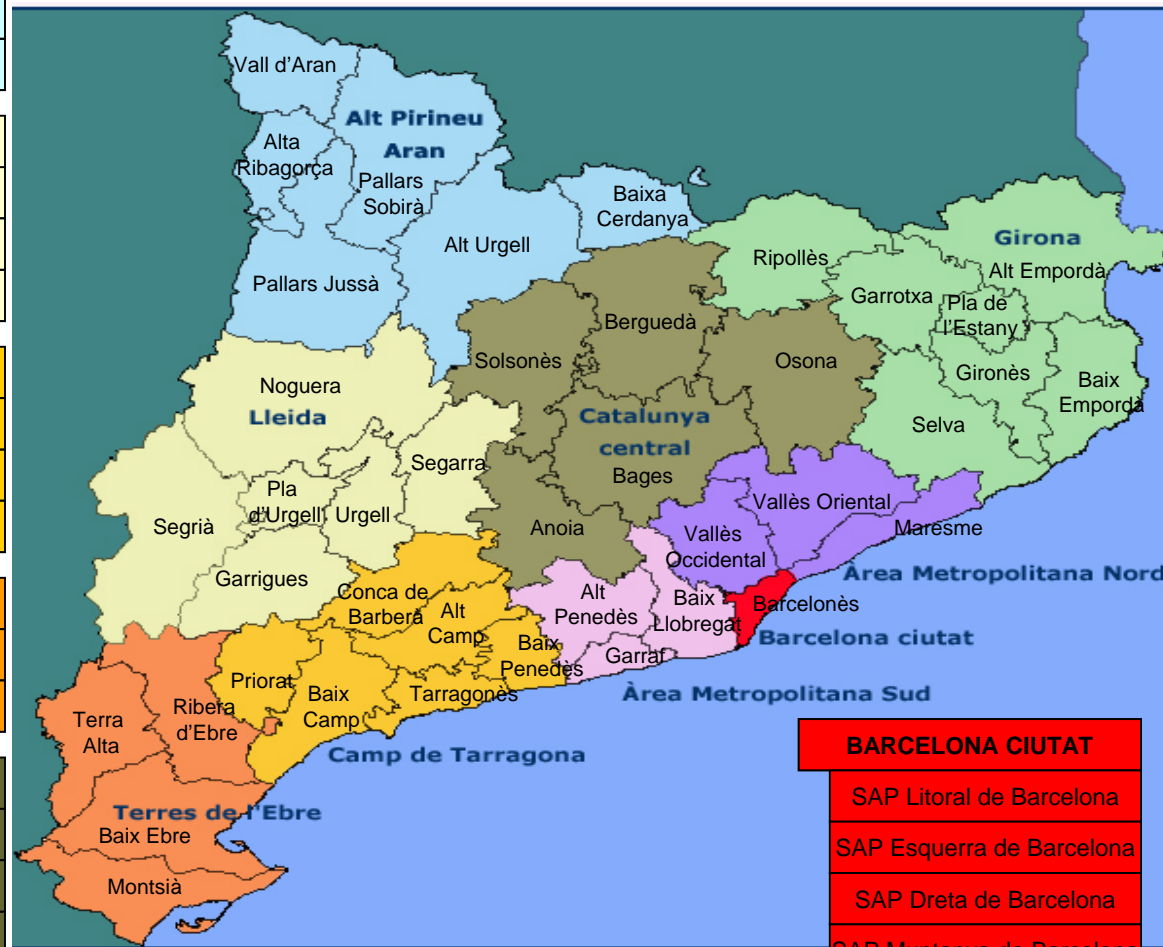 Vall d'Aran
Alt Pirineu
Aran
Alta
Ribagorça
Pallars
Sobirà
Baixa
Cerdanya
Alt Urgell
Pallars Jussà
Ripollès
Girona
Alt Empordà
Garrotxa
Pla de
l'Estany
Gironès
Baix
Empordà
Selva
Berguedà
Solsonès
Osona
Catalunya
central
Bages
Anoia
Noguera
Lleida
Segarra
Pla
d'Urgell
Urgell
Segrià
Garrigues
Vallès Oriental
Vallès
Occidental
Maresme
Àrea Metropolitana Nord
Barcelonès
Barcelona ciutat
Alt
Penedès
Baix
Llobregat
Garraf
Àrea Metropolitana Sud
Conca de
Barberà
Alt
Camp
Baix
Penedès
Priorat
Baix
Camp
Tarragonès
Camp de Tarragona
Terra
Alta
Ribera
d'Ebre
Terres de l'Ebre
Baix Ebre
Montsià
BARCELONA CIUTAT
SAP Litoral de Barcelona
SAP Esquerra de Barcelona
SAP Dreta de Barcelona
SAP Muntanya de Barcelona